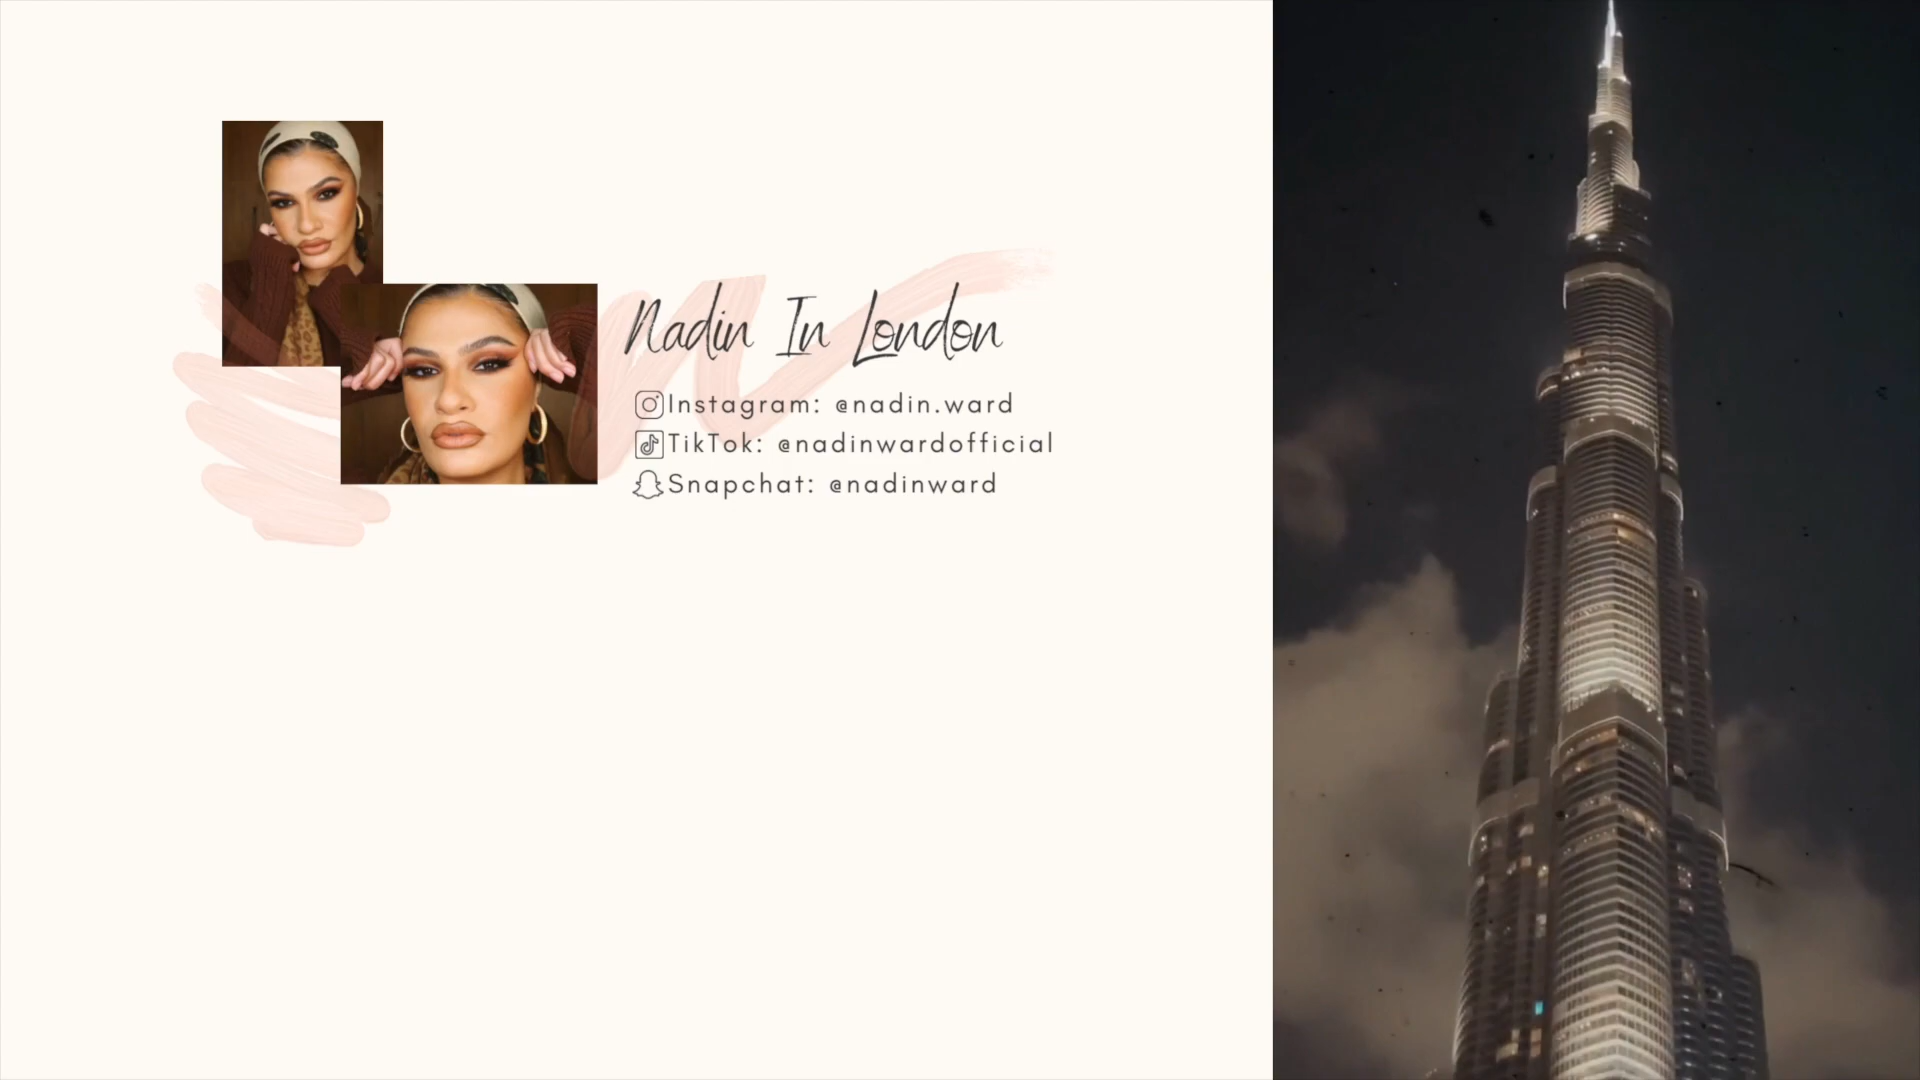 Nadin In London
Instagram: @nadin.ward
TikTok: @nadinwardofficial
Snapchat: @nadinward